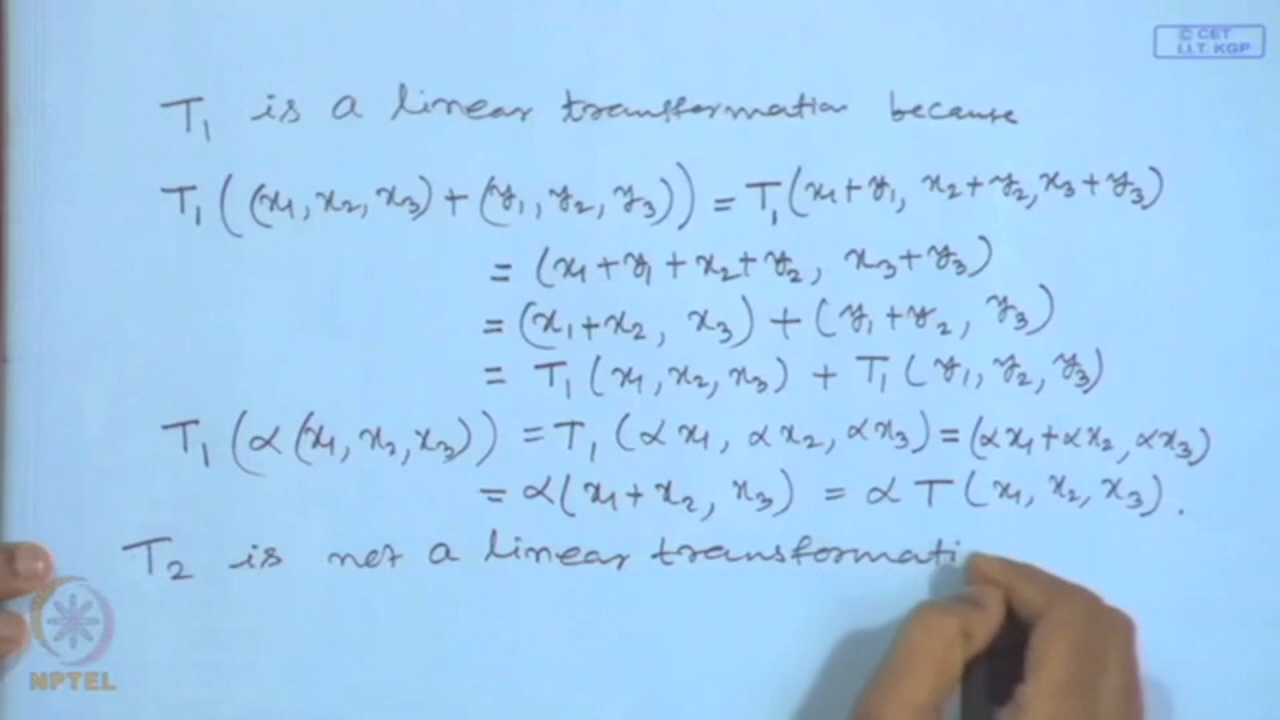 © CET
I.I.T. KGP
T₁ is a linear transformation because
T₁((x₁, x₂, x₃) + (y₁, y₂, y₃)) = T₁(x₁+y₁, x₂+y₂, x₃+y₃)
= (x₁+y₁+x₂+y₂, x₃+y₃)
= (x₁+x₂, x₃) + (y₁+y₂, y₃)
= T₁(x₁, x₂, x₃) + T₁(y₁, y₂, y₃)
T₁(α(x₁, x₂, x₃)) = T₁(αx₁, αx₂, αx₃) = (αx₁+αx₂, αx₃)
= α(x₁+x₂, x₃) = αT(x₁, x₂, x₃).
T₂ is not a linear transformati
NPTEL